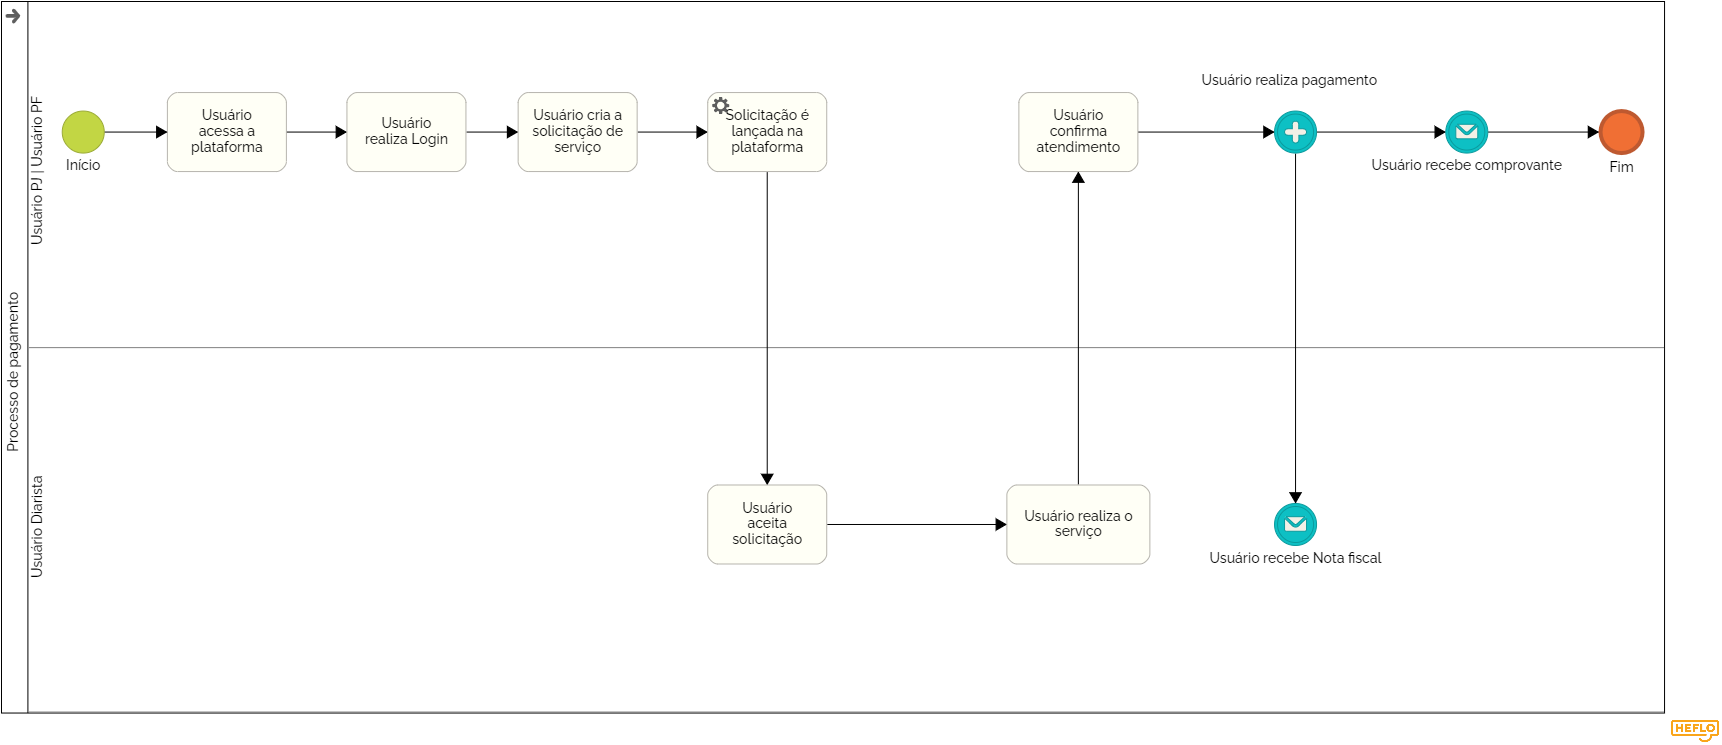 Processo de pagamento
Usuário PJ | Usuário PF
Início
Usuário
acessa a
plataforma
Usuário
realiza Login
Usuário cria a
solicitação de
serviço
Solicitação é
lançada na
plataforma
Usuário
confirma
atendimento
Usuário realiza pagamento
Usuário recebe comprovante
Fim
Usuário Diarista
Usuário
aceita
solicitação
Usuário realiza o
serviço
Usuário recebe Nota fiscal
HEFLO